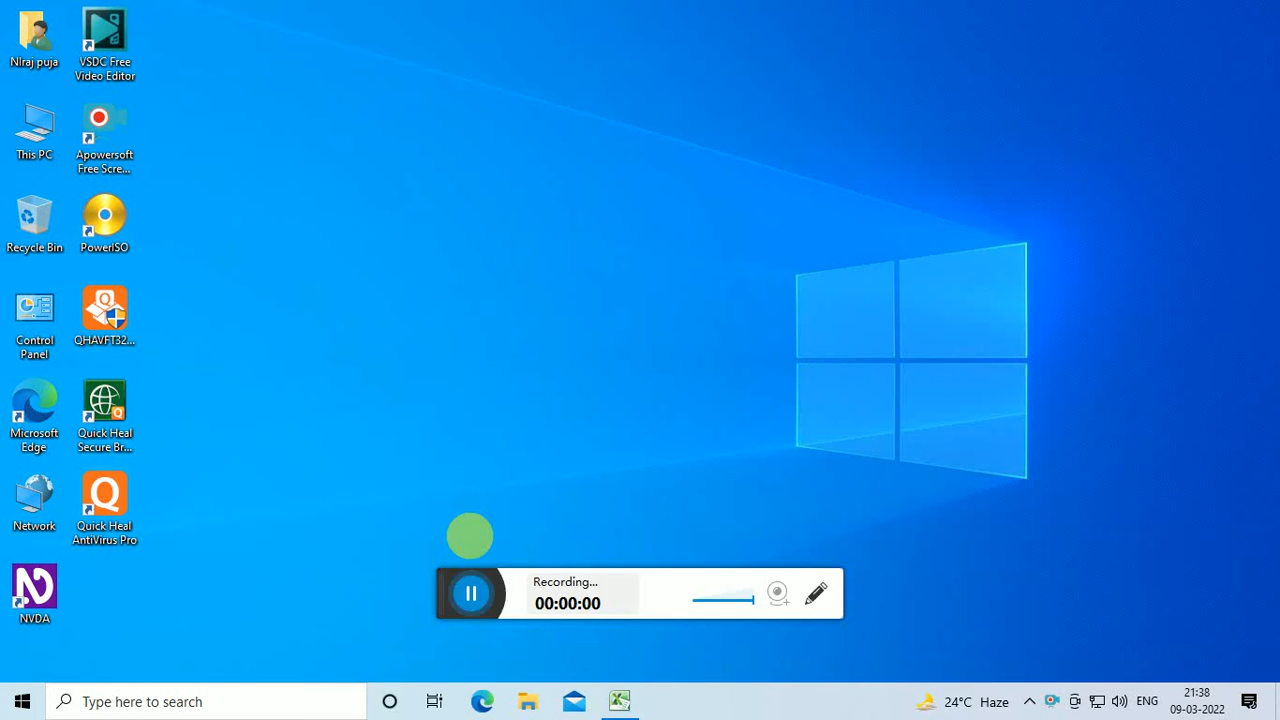 NIraj puja
VSDC Free
Video Editor
This PC
Apowersoft
Free Scre...
Recycle Bin
PowerISO
Control
Panel
QHAVFT32...
Microsoft
Edge
Quick Heal
Secure Br...
Network
Quick Heal
AntiVirus Pro
NVDA
Recording...
00:00:00
Type here to search
24°C Haze
ENG
21:38
09-03-2022